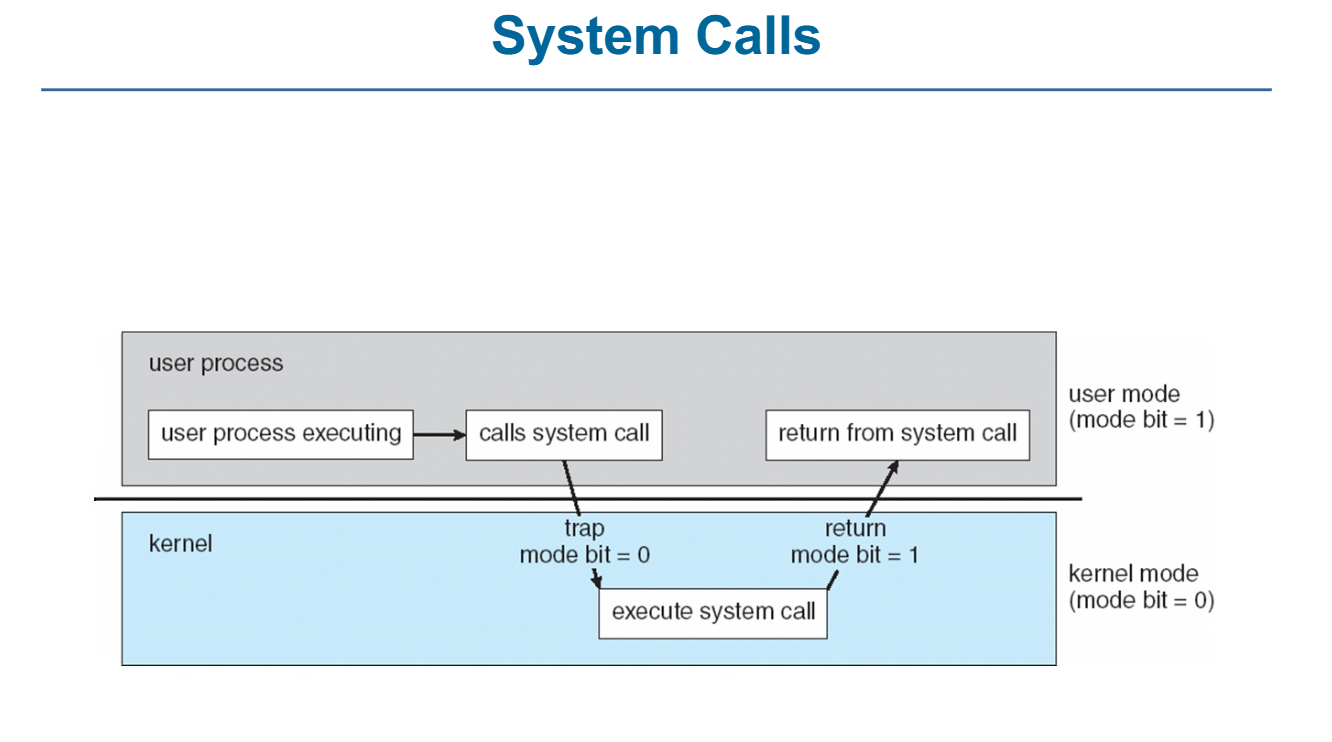 System Calls
user process
user process executing
calls system call
return from system call
user mode
(mode bit = 1)
kernel
trap
mode bit = 0
return
mode bit = 1
execute system call
kernel mode
(mode bit = 0)